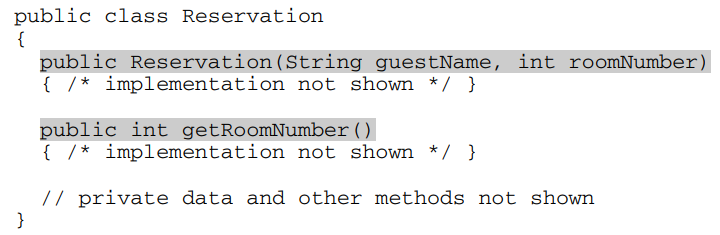 public class Reservation
{
public Reservation(String guestName, int roomNumber)
{ /* implementation not shown */ }
public int getRoomNumber()
{ /* implementation not shown */ }
// private data and other methods not shown
}